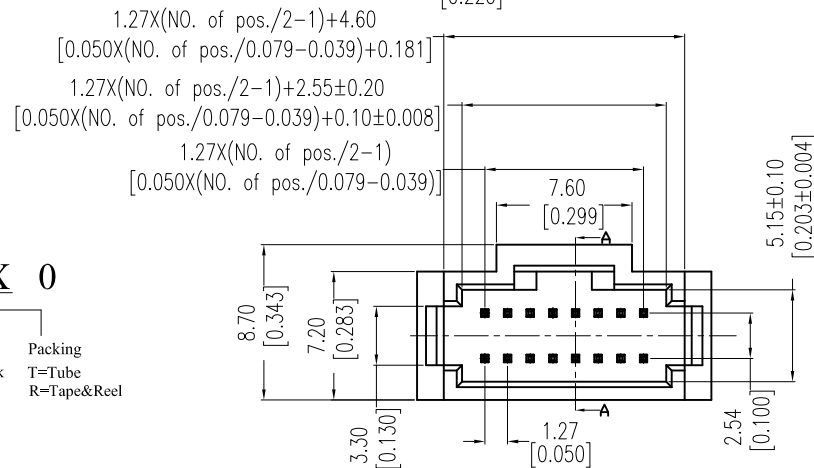 [0.220]
1.27X(NO. of pos./2-1)+4.60
[0.050X(NO. of pos./0.079-0.039)+0.181]
1.27X(NO. of pos./2-1)+2.55±0.20
[0.050X(NO. of pos./0.079-0.039)+0.10±0.008]
1.27X(NO. of pos./2-1)
[0.050X(NO. of pos./0.079-0.039)]
7.60
[0.299]
5.15±0.10
[0.203±0.004]
A
X 0
8.70
[0.343]
7.20
[0.283]
Packing
T=Tube
R=Tape&Reel
3.30
[0.130]
A
1.27
[0.050]
2.54
[0.100]